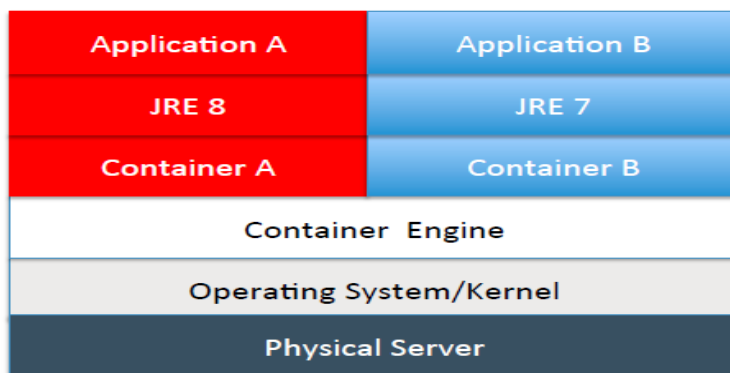 Application A
Application B
JRE 8
JRE 7
Container A
Container B
Container Engine
Operating System/Kernel
Physical Server